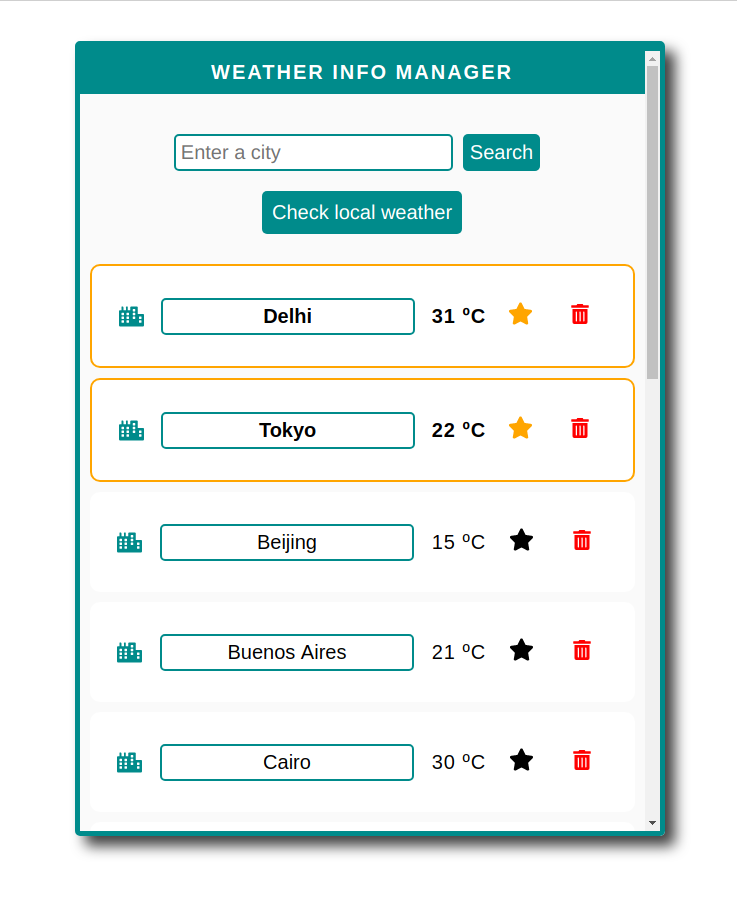 WEATHER INFO MANAGER
Enter a city
Search
Check local weather
Delhi 31 ºC
Tokyo 22 ºC
Beijing 15 ºC
Buenos Aires 21 ºC
Cairo 30 ºC